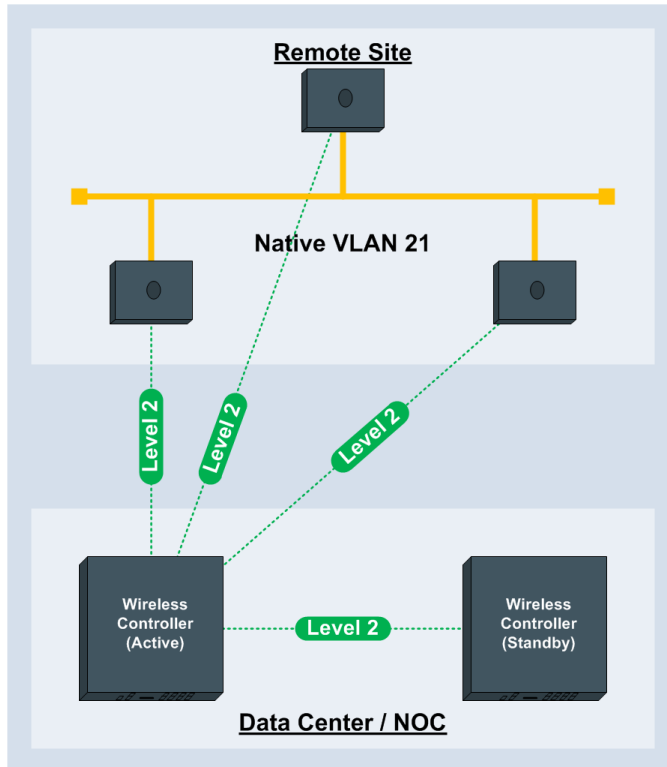 Remote Site
Native VLAN 21
Level 2
Level 2
Level 2
Wireless
Controller
(Active)
Level 2
Wireless
Controller
(Standby)
Data Center / NOC